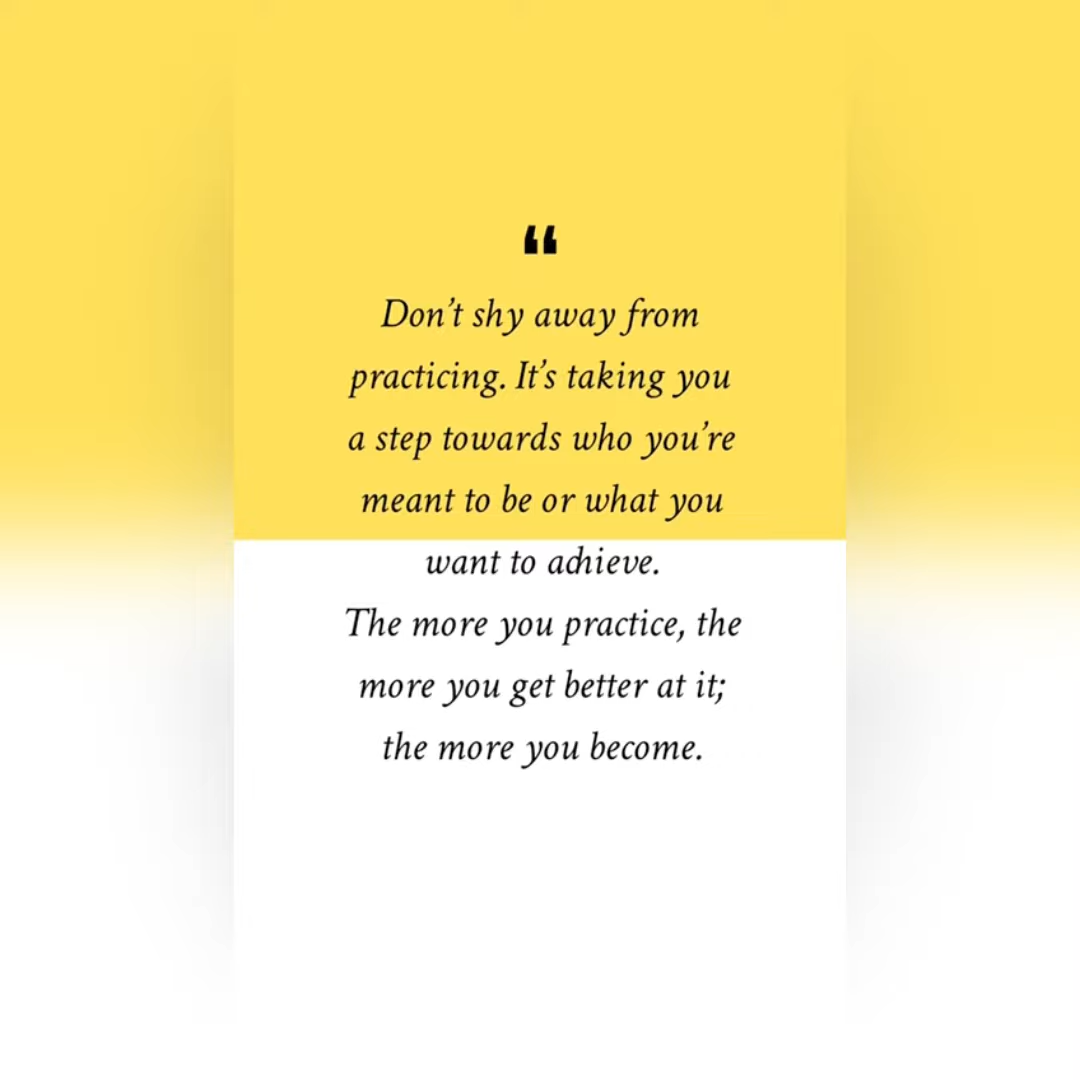 “
Don’t shy away from
practicing. It’s taking you
a step towards who you’re
meant to be or what you
want to achieve.
The more you practice, the
more you get better at it;
the more you become.